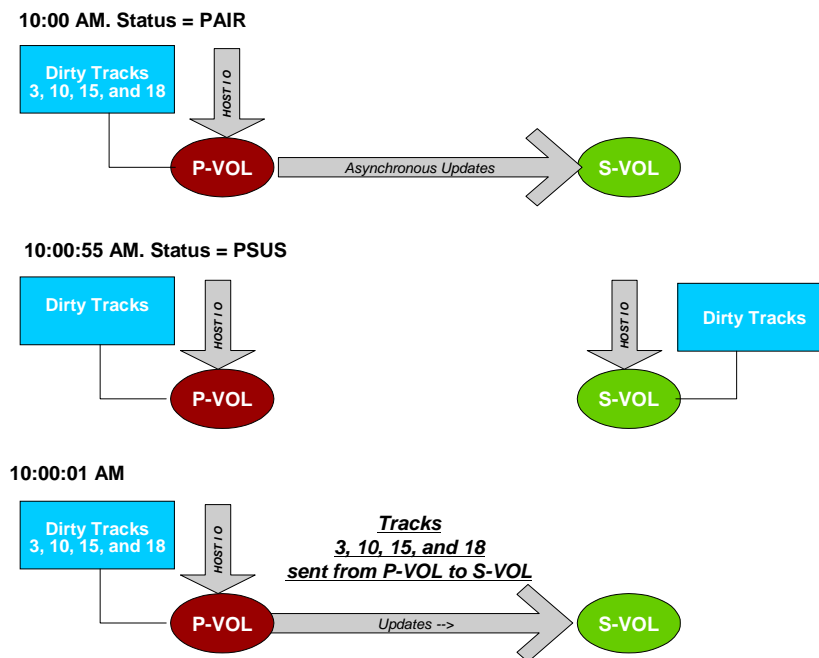 10:00 AM. Status = PAIR
Dirty Tracks
3, 10, 15, and 18
HOST I O
P-VOL
Asynchronous Updates
S-VOL
10:00:55 AM. Status = PSUS
Dirty Tracks
HOST I O
HOST I O
Dirty Tracks
P-VOL
S-VOL
10:00:01 AM
Dirty Tracks
3, 10, 15, and 18
HOST I O
Tracks
3, 10, 15, and 18
sent from P-VOL to S-VOL
P-VOL
Updates -->
S-VOL